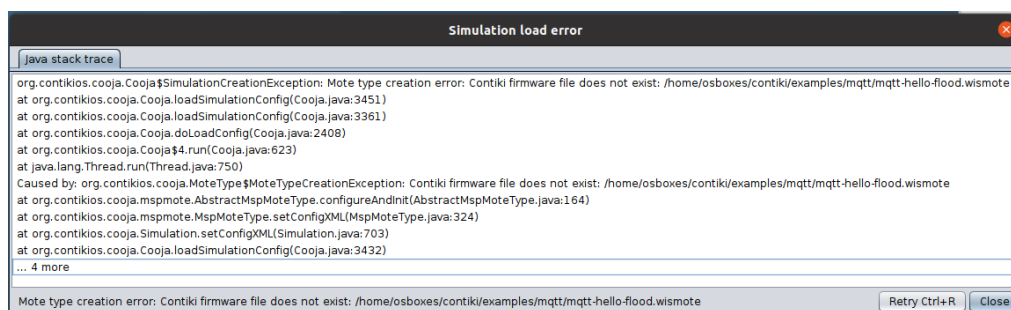 Simulation load error
Java stack trace
org.contikios.cooja.Cooja$SimulationCreationException: Mote type creation error: Contiki firmware file does not exist: /home/osboxes/contiki/examples/mqtt/mqtt-hello-flood.wismote
at org.contikios.cooja.Cooja.loadSimulationConfig(Cooja.java:3451)
at org.contikios.cooja.Cooja.loadSimulationConfig(Cooja.java:3361)
at org.contikios.cooja.Cooja.doLoadConfig(Cooja.java:2408)
at org.contikios.cooja.Cooja$4.run(Cooja.java:623)
at java.lang.Thread.run(Thread.java:750)
Caused by: org.contikios.cooja.MoteType$MoteTypeCreationException: Contiki firmware file does not exist: /home/osboxes/contiki/examples/mqtt/mqtt-hello-flood.wismote
at org.contikios.cooja.mspmote.AbstractMspMoteType.configureAndInit(AbstractMspMoteType.java:164)
at org.contikios.cooja.mspmote.MspMoteType.setConfigXML(MspMoteType.java:324)
at org.contikios.cooja.Simulation.setConfigXML(Simulation.java:703)
at org.contikios.cooja.Cooja.loadSimulationConfig(Cooja.java:3432)
... 4 more
Mote type creation error: Contiki firmware file does not exist: /home/osboxes/contiki/examples/mqtt/mqtt-hello-flood.wismote Retry Ctrl+R Close